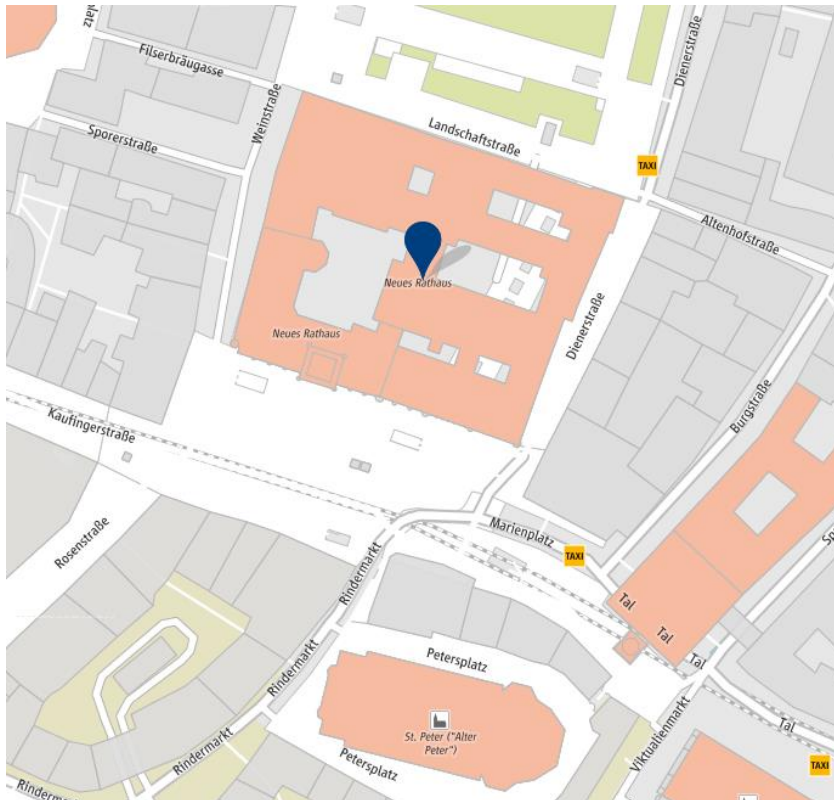 platz
Filserbräugasse
Sporerstraße
Weinstraße
Landschaftstraße
Dienerstraße
TAXI
Altenhofstraße
Neues Rathaus
Neues Rathaus
Dienerstraße
Burgstraße
Kaufingerstraße
Rosenstraße
Marienplatz
TAXI
Rindermarkt
Tal
Tal
Tal
Rindermarkt
Petersplatz
St. Peter ("Alter
Peter")
Viktualienmarkt
Tal
Rindermarkt
Petersplatz
TAXI